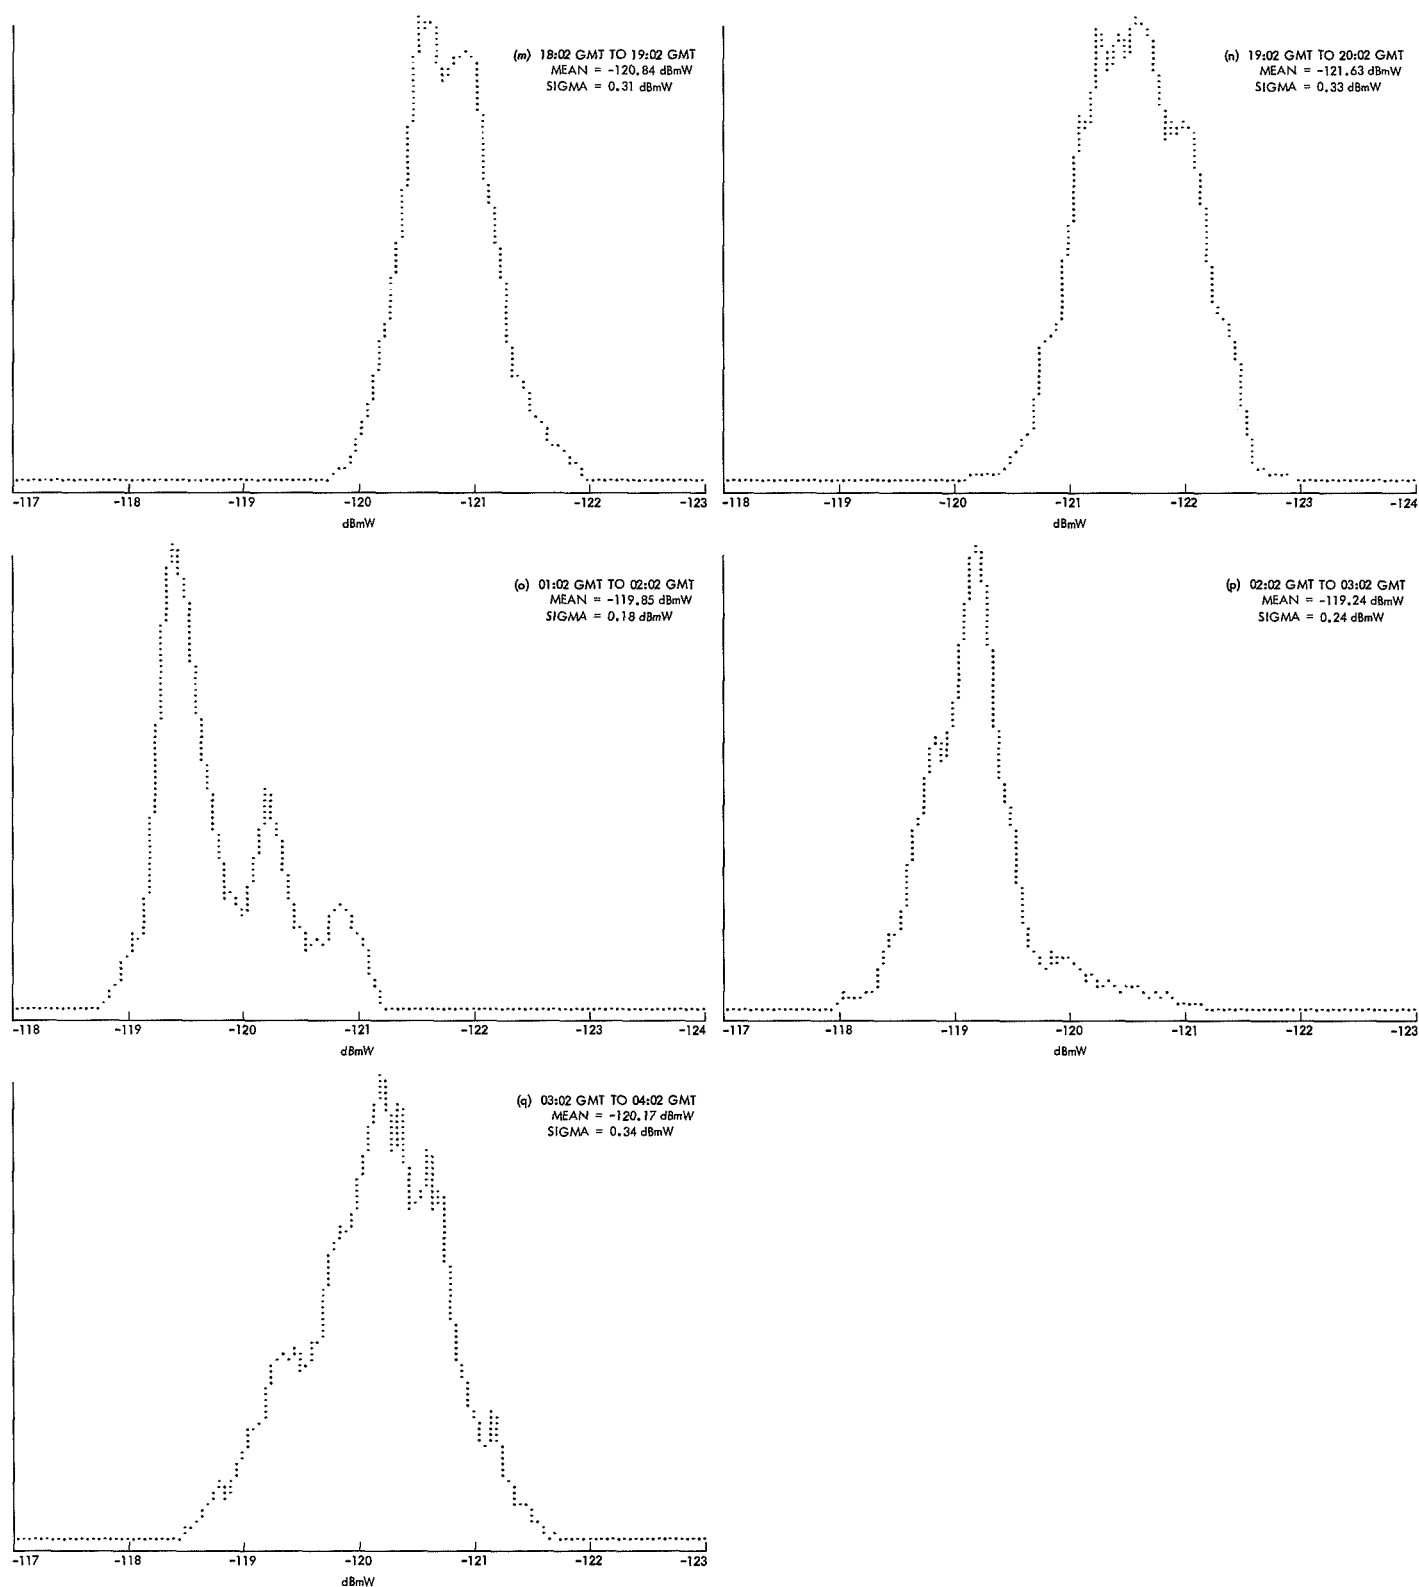 (m) 18:02 GMT TO 19:02 GMT
MEAN = -120.84 dBmW
SIGMA = 0.31 dBmW
-117 -118 -119 -120 -121 -122 -123
dBmW
(n) 19:02 GMT TO 20:02 GMT
MEAN = -121.63 dBmW
SIGMA = 0.33 dBmW
-118 -119 -120 -121 -122 -123 -124
dBmW
(o) 01:02 GMT TO 02:02 GMT
MEAN = -119.85 dBmW
SIGMA = 0.18 dBmW
-118 -119 -120 -121 -122 -123 -124
dBmW
(p) 02:02 GMT TO 03:02 GMT
MEAN = -119.24 dBmW
SIGMA = 0.24 dBmW
-117 -118 -119 -120 -121 -122 -123
dBmW
(q) 03:02 GMT TO 04:02 GMT
MEAN = -120.17 dBmW
SIGMA = 0.34 dBmW
-117 -118 -119 -120 -121 -122 -123
dBmW